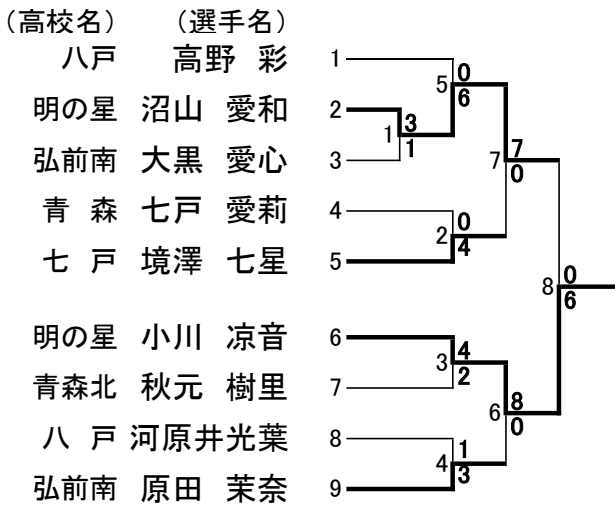 （高校名） （選手名）
八戸 高野 彩 1
明の星 沼山 愛和 2
弘前南 大黒 愛心 3
青 森 七戸 愛莉 4
七 戸 境澤 七星 5
明の星 小川 凉音 6
青森北 秋元 樹里 7
八 戸 河原井光葉 8
弘前南 原田 茉奈 9
1 3 1
5 0 6
2 0 4
7 7 0
3 4 2
4 1 3
6 8 0
8 0 6